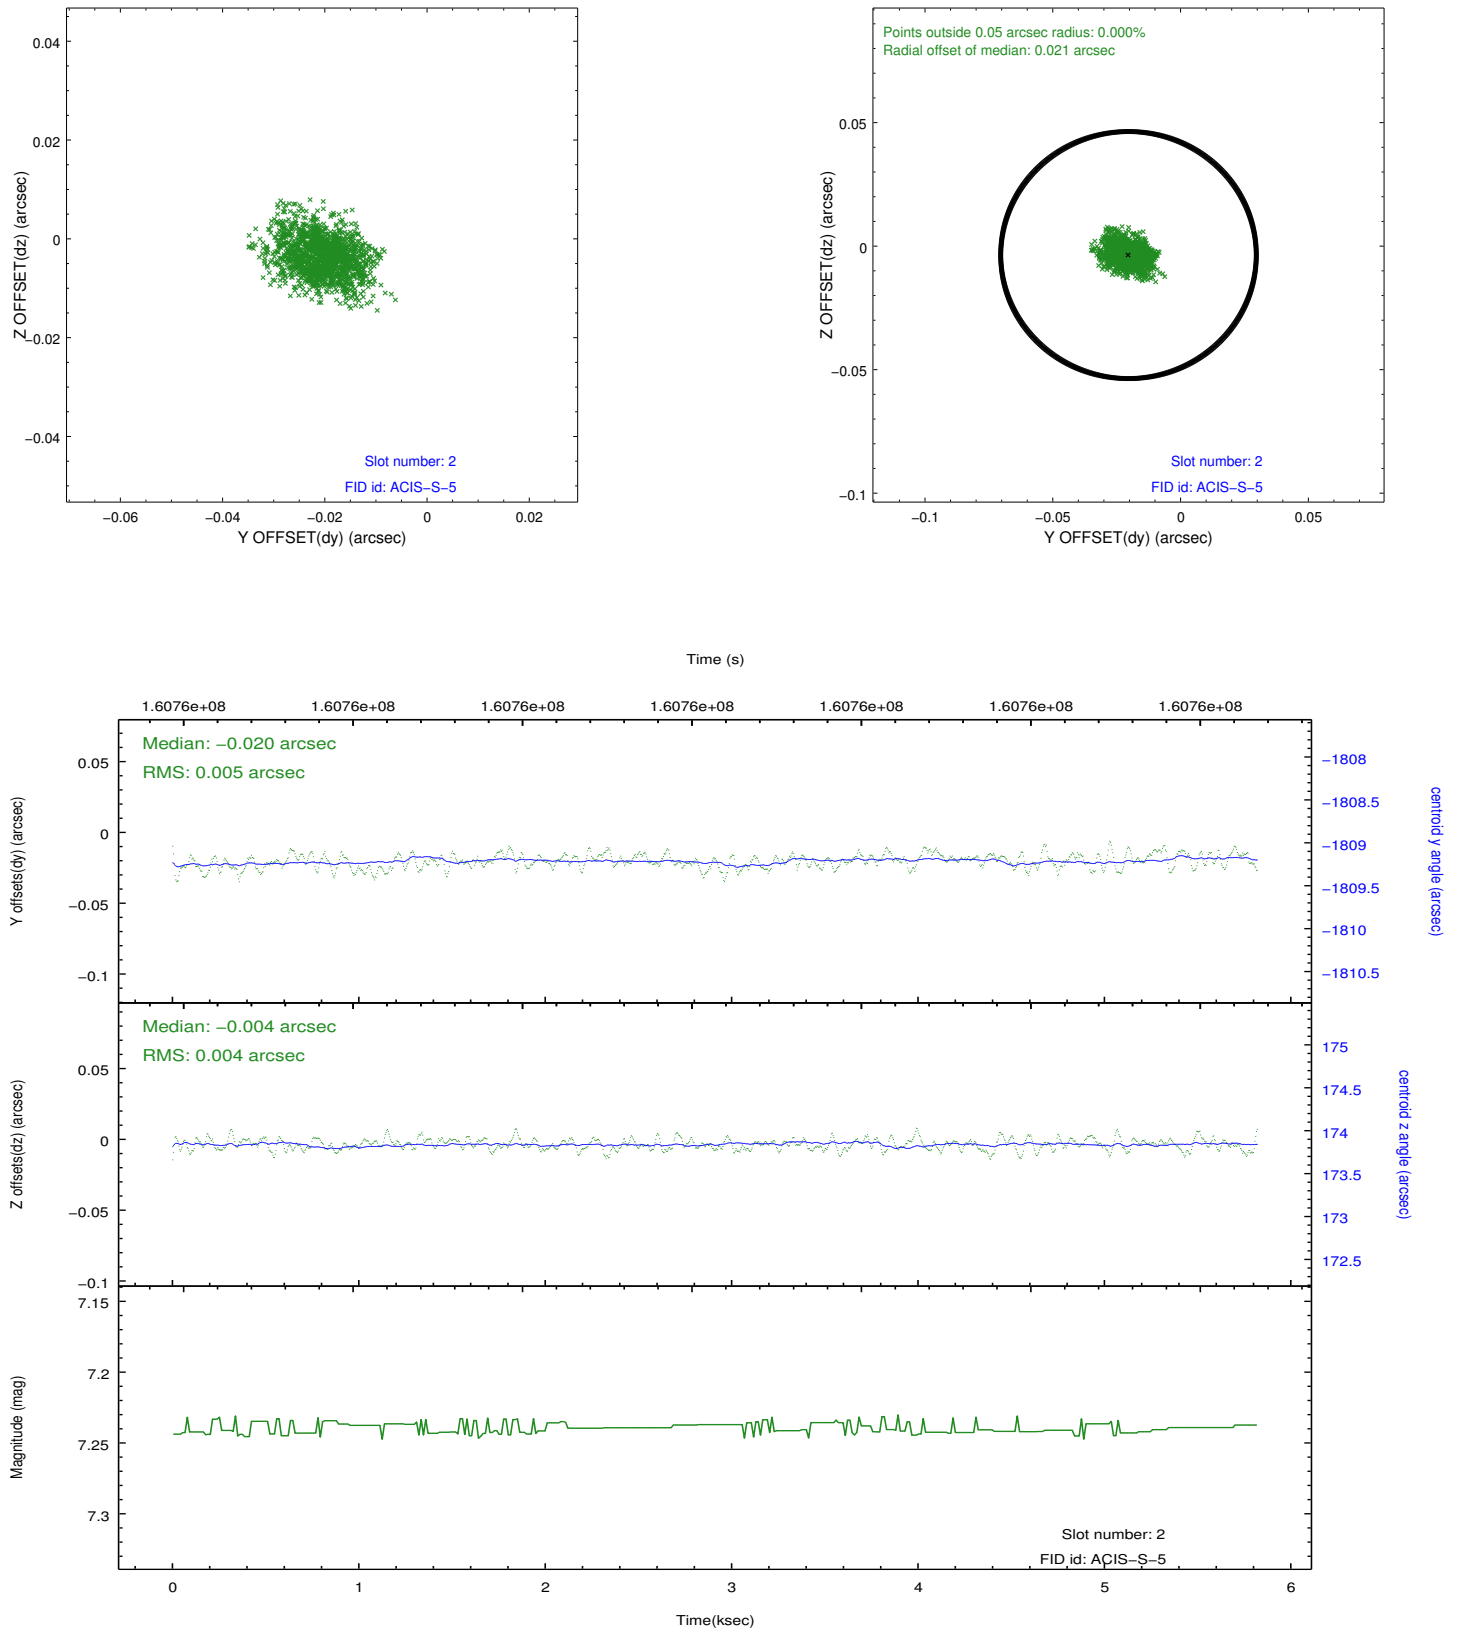 0.04
0.02
0
−0.02
−0.04
Z OFFSET(dz) (arcsec)
Slot number: 2
FID id: ACIS−S−5
−0.06
−0.04
−0.02
0
0.02
Y OFFSET(dy) (arcsec)
Points outside 0.05 arcsec radius: 0.000%
Radial offset of median: 0.021 arcsec
0.05
0
−0.05
−0.1
Z OFFSET(dz) (arcsec)
Slot number: 2
FID id: ACIS−S−5
−0.1
−0.05
0
0.05
Y OFFSET(dy) (arcsec)
Time (s)
1.6076e+08
1.6076e+08
1.6076e+08
1.6076e+08
1.6076e+08
1.6076e+08
1.6076e+08
Median: −0.020 arcsec
RMS: 0.005 arcsec
0.05
0
−0.05
−0.1
Y offsets(dy) (arcsec)
−1808
−1808.5
−1809
−1809.5
−1810
−1810.5
centroid y angle (arcsec)
Median: −0.004 arcsec
RMS: 0.004 arcsec
0.05
0
−0.05
−0.1
Z offsets(dz) (arcsec)
175
174.5
174
173.5
173
172.5
centroid z angle (arcsec)
7.15
7.2
7.25
7.3
Magnitude (mag)
Slot number: 2
FID id: ACIS−S−5
0
1
2
3
4
5
6
Time(ksec)